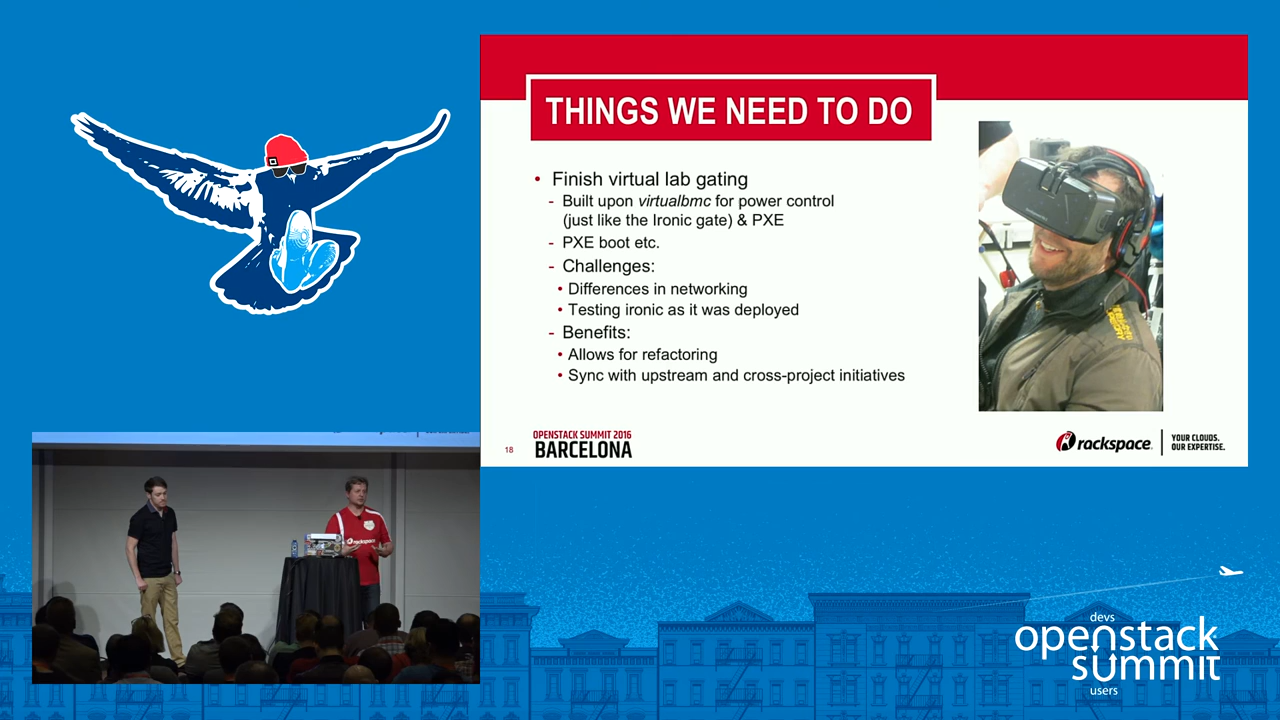 THINGS WE NEED TO DO
• Finish virtual lab gating
- Built upon virtualbmc for power control
(just like the Ironic gate) & PXE
- PXE boot etc.
- Challenges:
• Differences in networking
• Testing ironic as it was deployed
- Benefits:
• Allows for refactoring
• Sync with upstream and cross-project initiatives
18
OPENSTACK SUMMIT 2016
BARCELONA
rackspace.
YOUR CLOUDS.
OUR EXPERTISE.
rackspace
devs
openstack
summit
users